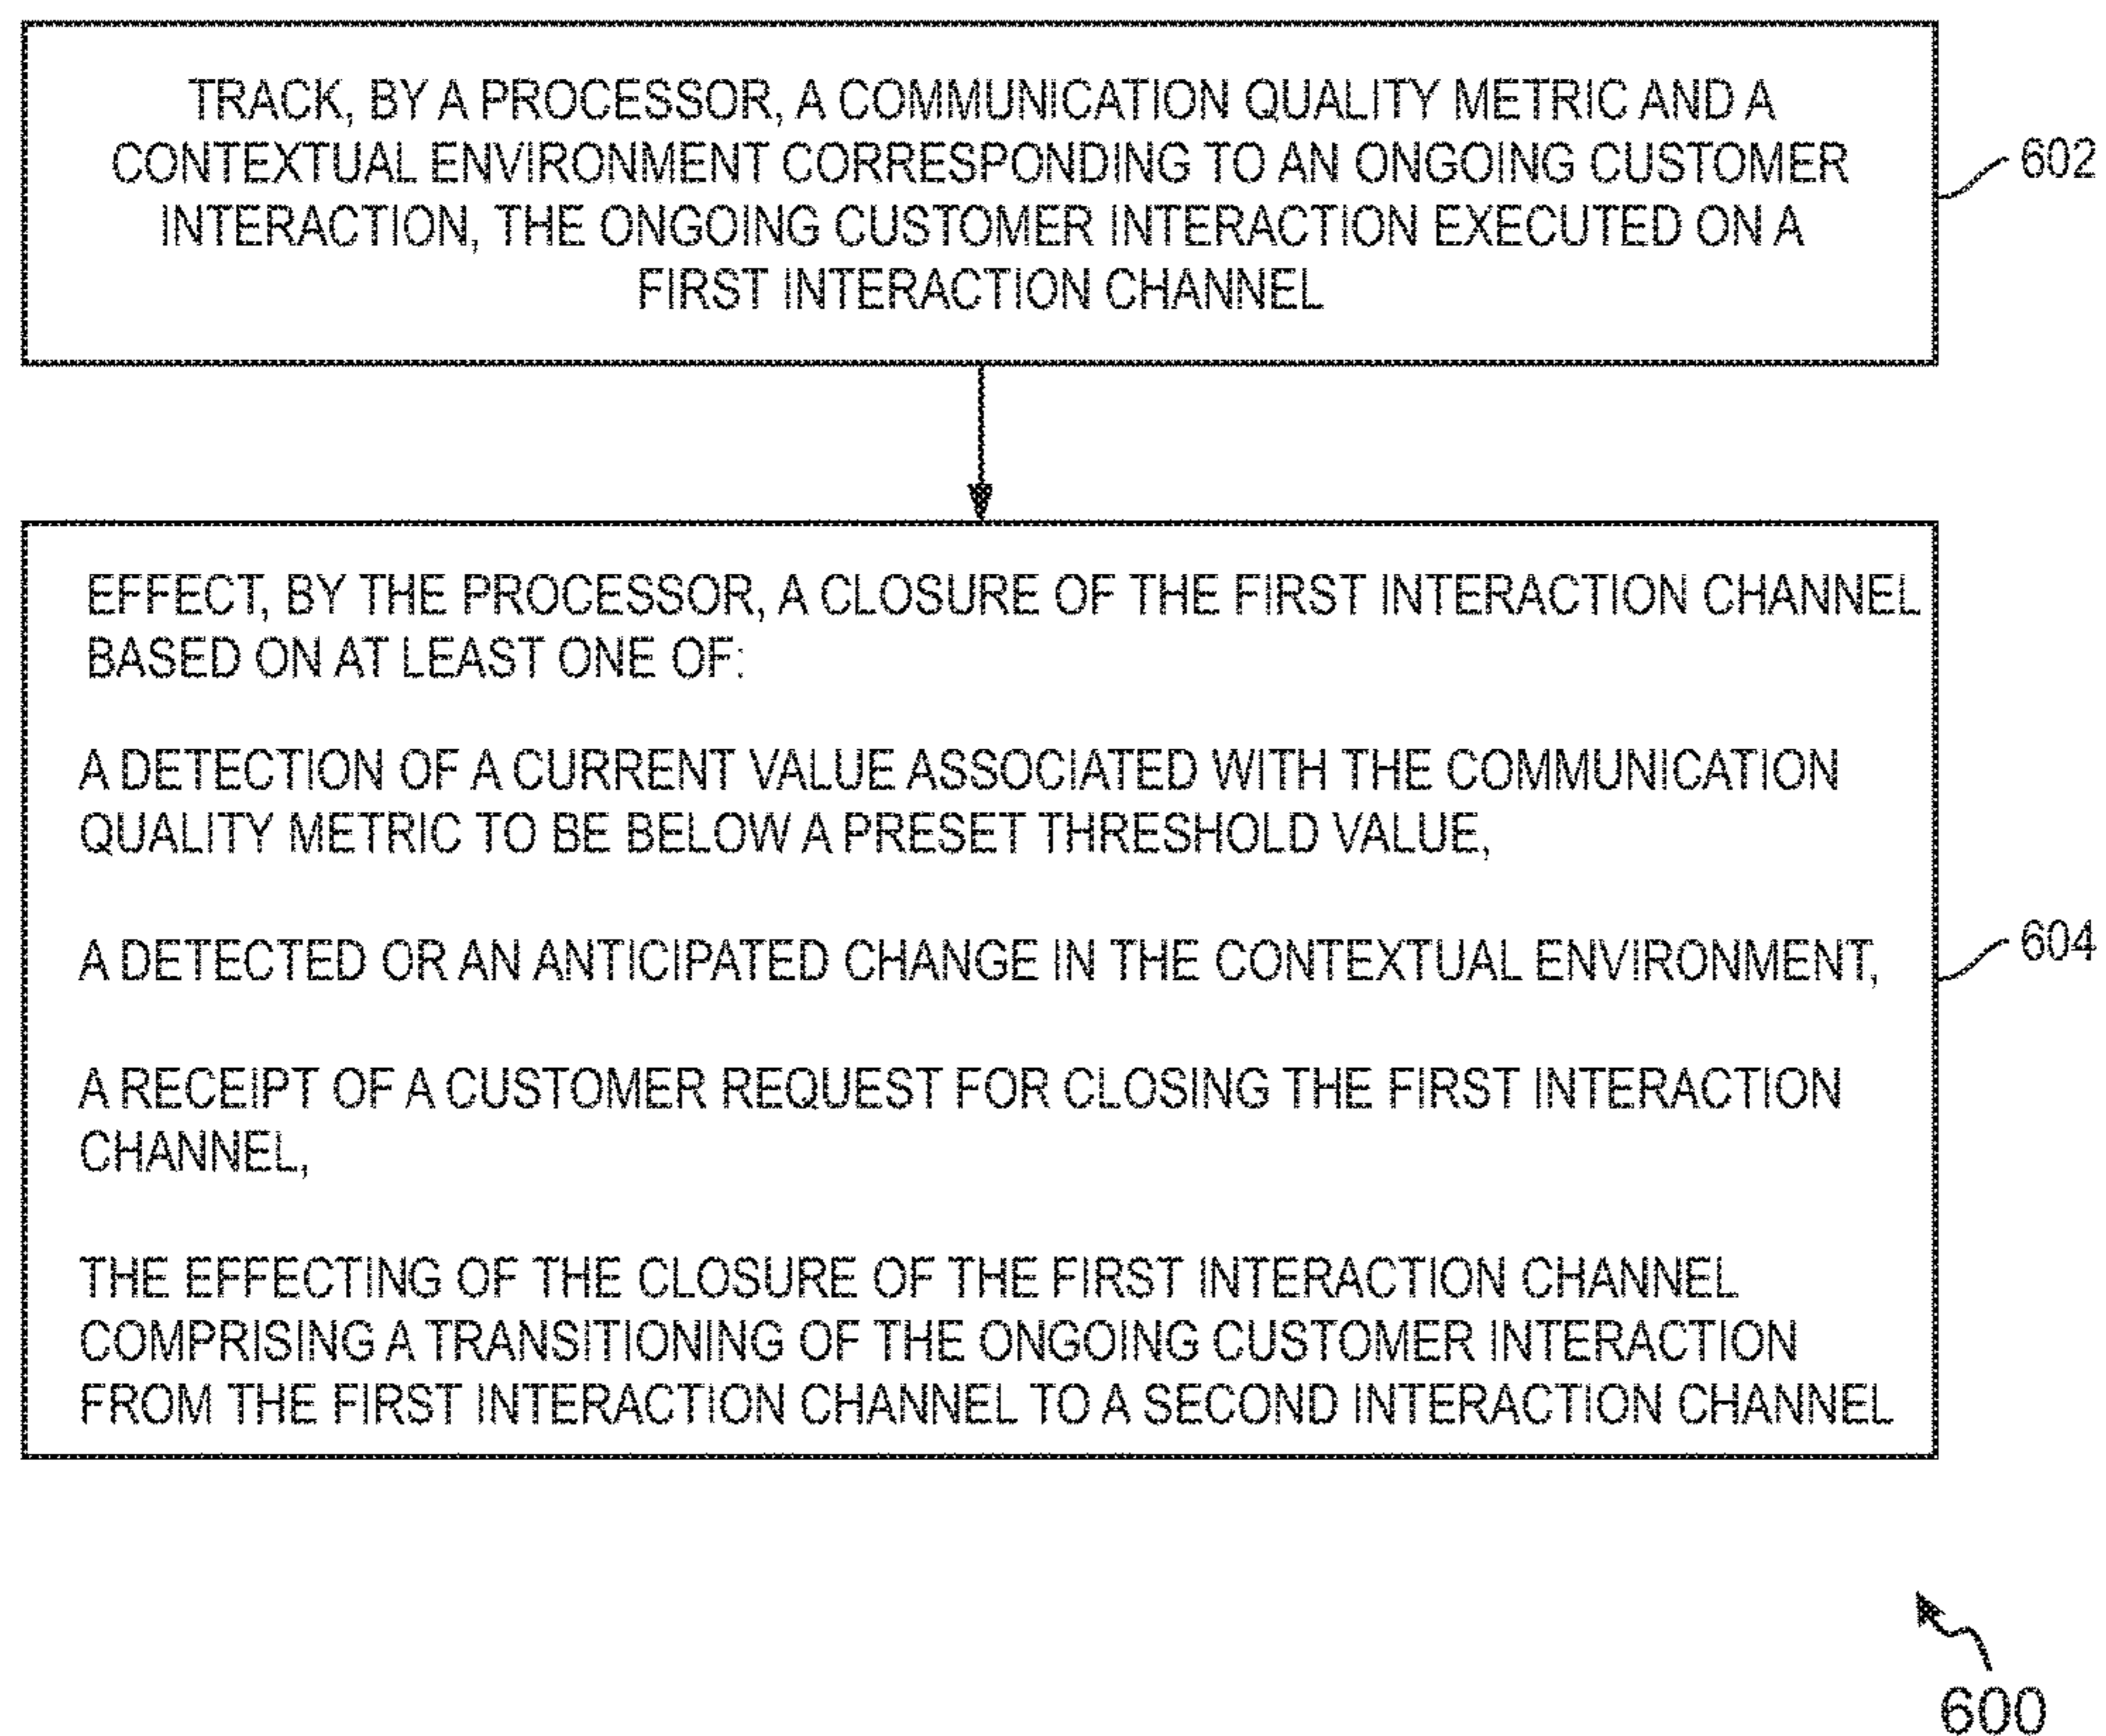 TRACK, BY A PROCESSOR, A COMMUNICATION QUALITY METRIC AND A
CONTEXTUAL ENVIRONMENT CORRESPONDING TO AN ONGOING CUSTOMER
INTERACTION, THE ONGOING CUSTOMER INTERACTION EXECUTED ON A
FIRST INTERACTION CHANNEL
602
EFFECT, BY THE PROCESSOR, A CLOSURE OF THE FIRST INTERACTION CHANNEL
BASED ON AT LEAST ONE OF:
A DETECTION OF A CURRENT VALUE ASSOCIATED WITH THE COMMUNICATION
QUALITY METRIC TO BE BELOW A PRESET THRESHOLD VALUE,
A DETECTED OR AN ANTICIPATED CHANGE IN THE CONTEXTUAL ENVIRONMENT,
604
A RECEIPT OF A CUSTOMER REQUEST FOR CLOSING THE FIRST INTERACTION
CHANNEL,
THE EFFECTING OF THE CLOSURE OF THE FIRST INTERACTION CHANNEL
COMPRISING A TRANSITIONING OF THE ONGOING CUSTOMER INTERACTION
FROM THE FIRST INTERACTION CHANNEL TO A SECOND INTERACTION CHANNEL
600